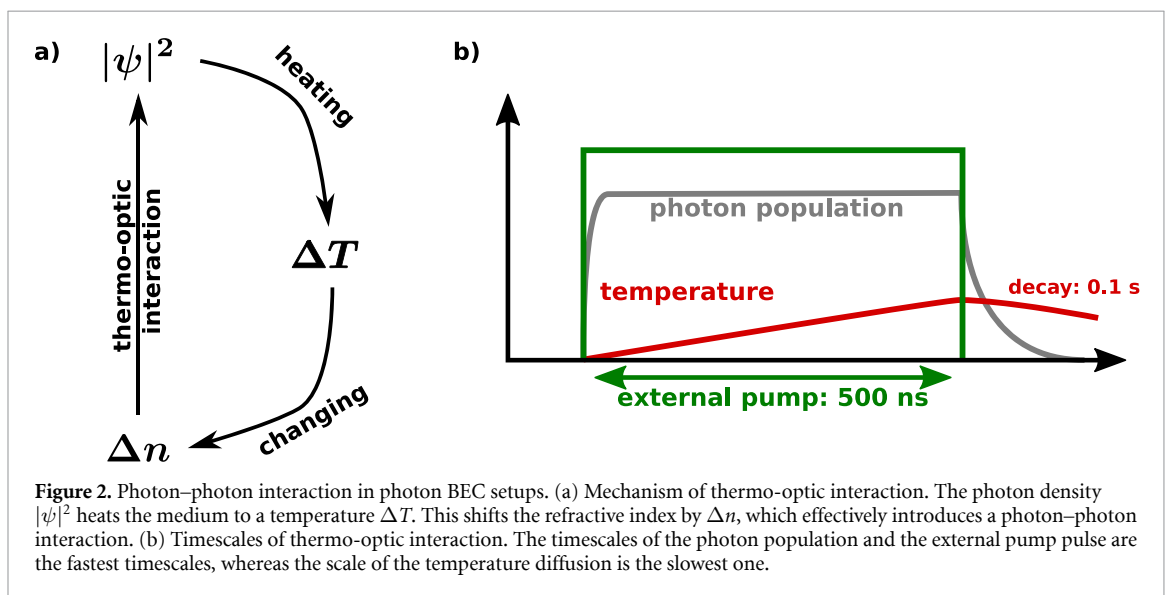 a)
|ψ|²
heating
thermo-optic
interaction
ΔT
changing
Δn
b)
photon population
temperature
decay: 0.1 s
external pump: 500 ns
Figure 2. Photon–photon interaction in photon BEC setups. (a) Mechanism of thermo-optic interaction. The photon density
|ψ|² heats the medium to a temperature ΔT. This shifts the refractive index by Δn, which effectively introduces a photon–photon
interaction. (b) Timescales of thermo-optic interaction. The timescales of the photon population and the external pump pulse are
the fastest timescales, whereas the scale of the temperature diffusion is the slowest one.